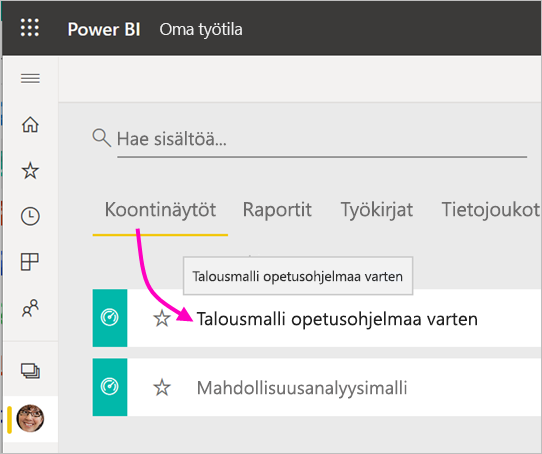 Power BI Oma työtila
Hae sisältöä...
Koontinäytöt Raportit Työkirjat Tietojoukot
Talousmalli opetusohjelmaa varten
Talousmalli opetusohjelmaa varten
Mahdollisuusanalyysimalli